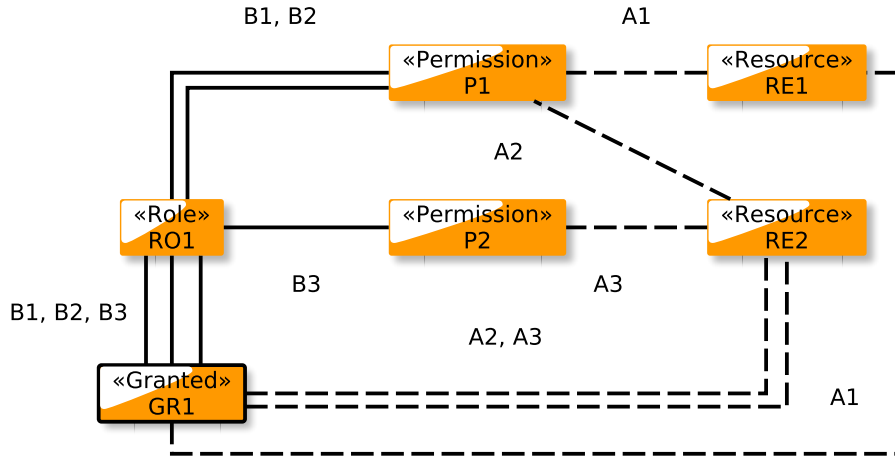 B1, B2
A1
«Permission»
P1
«Resource»
RE1
A2
«Role»
RO1
«Permission»
P2
«Resource»
RE2
B3
A3
B1, B2, B3
A2, A3
«Granted»
GR1
A1